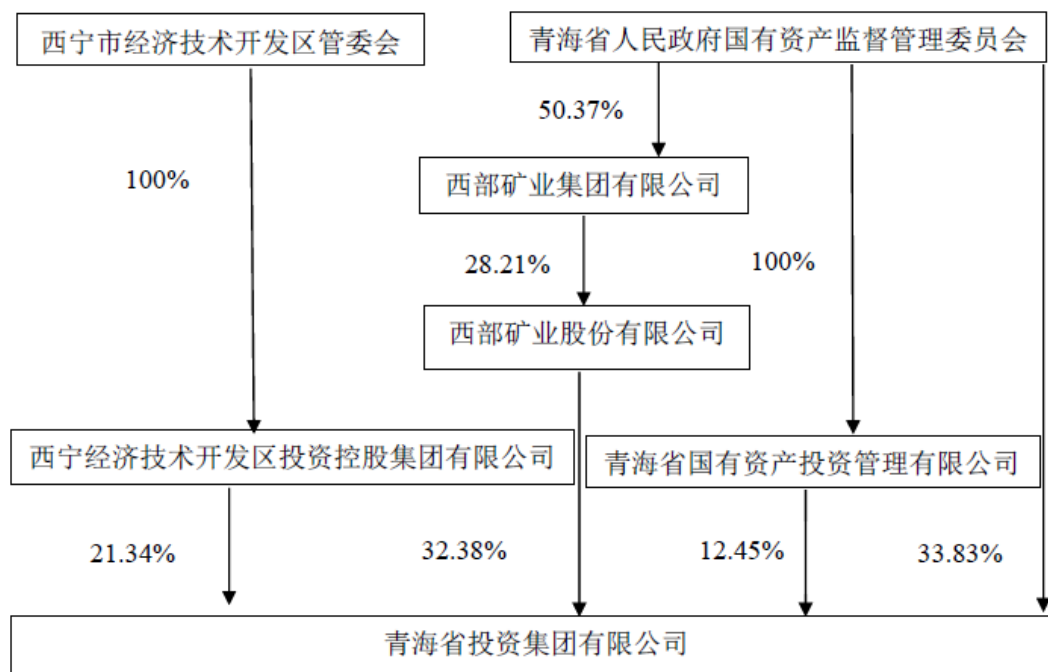 西宁市经济技术开发区管委会
青海省人民政府国有资产监督管理委员会
50.37%
100%
西部矿业集团有限公司
28.21%
100%
西部矿业股份有限公司
西宁经济技术开发区投资控股集团有限公司
青海省国有资产投资管理有限公司
21.34%
32.38%
12.45%
33.83%
青海省投资集团有限公司